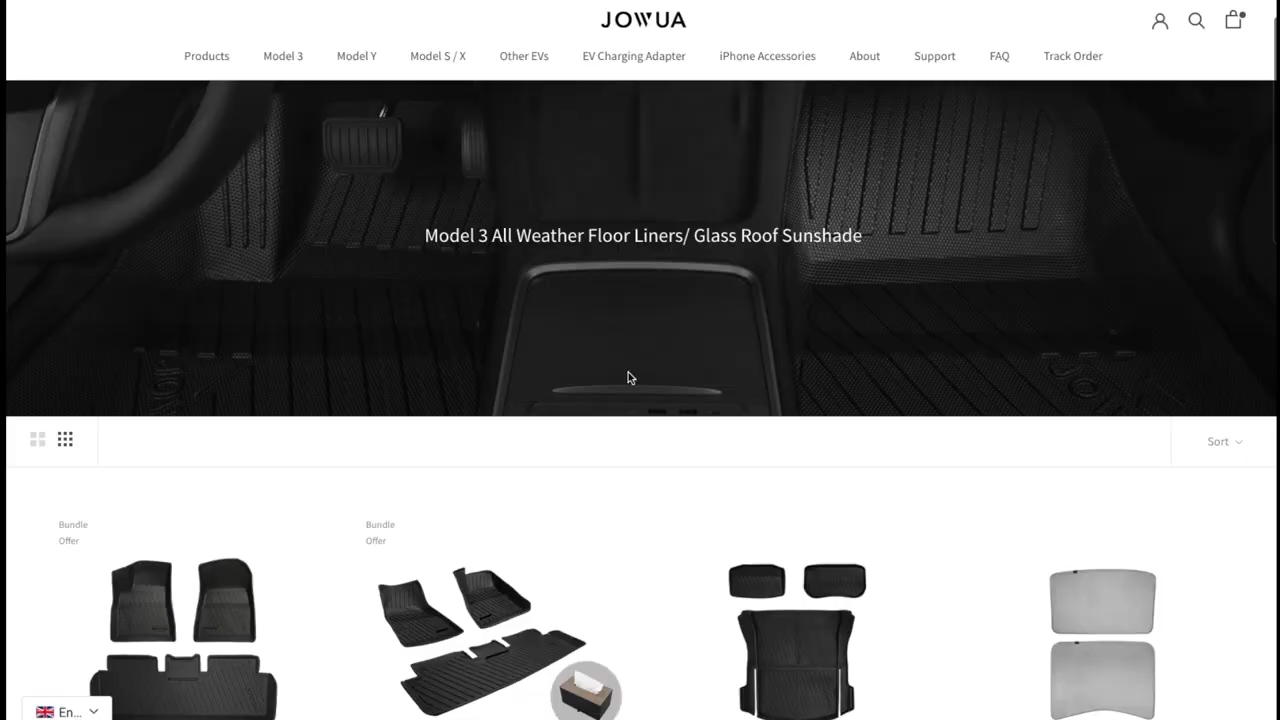 JOWUA
Products Model 3 Model Y Model S / X Other EVs EV Charging Adapter iPhone Accessories About Support FAQ Track Order
Model 3 All Weather Floor Liners/ Glass Roof Sunshade
Sort
Bundle
Offer
Bundle
Offer
En...